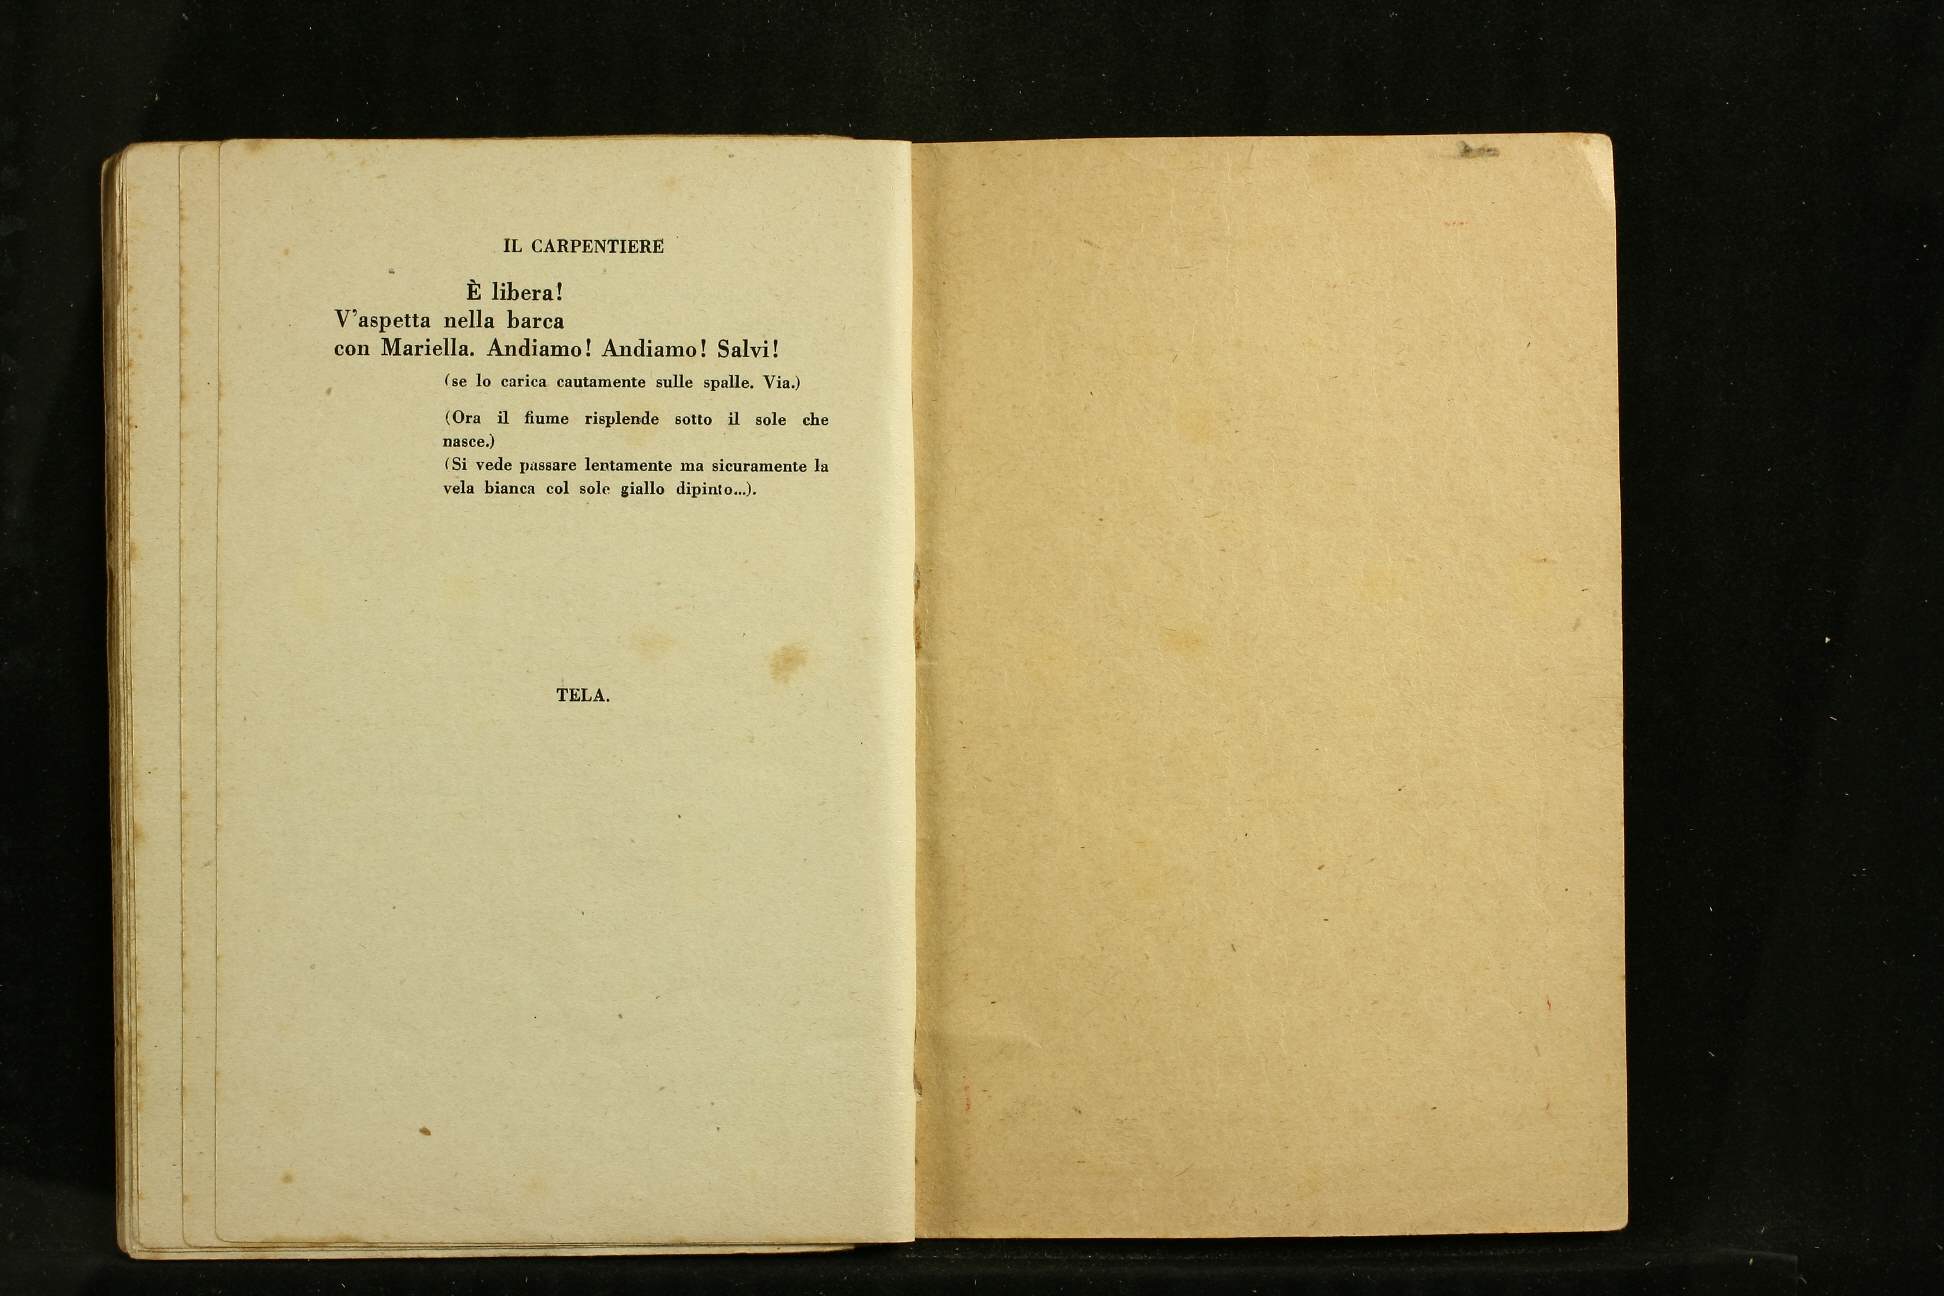 IL CARPENTIERE
È libera!
V'aspetta nella barca
con Mariella. Andiamo! Andiamo! Salvi!
(se lo carica cautamente sulle spalle. Via.)
(Ora il fiume risplende sotto il sole che
nasce.)
(Si vede passare lentamente ma sicuramente la
vela bianca col sole giallo dipinto...).
TELA.